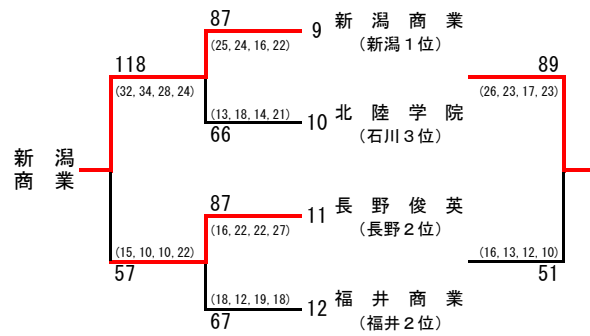 87
9
新潟商業
(25, 24, 16, 22)
(新潟1位)
118
89
(32, 34, 28, 24)
(26, 23, 17, 23)
(13, 18, 14, 21)
10
北陸学院
66
(石川3位)
新潟
商業
87
11
長野俊英
(16, 22, 22, 27)
(長野2位)
(15, 10, 10, 22)
(16, 13, 12, 10)
57
51
(18, 12, 19, 18)
12
福井商業
67
(福井2位)